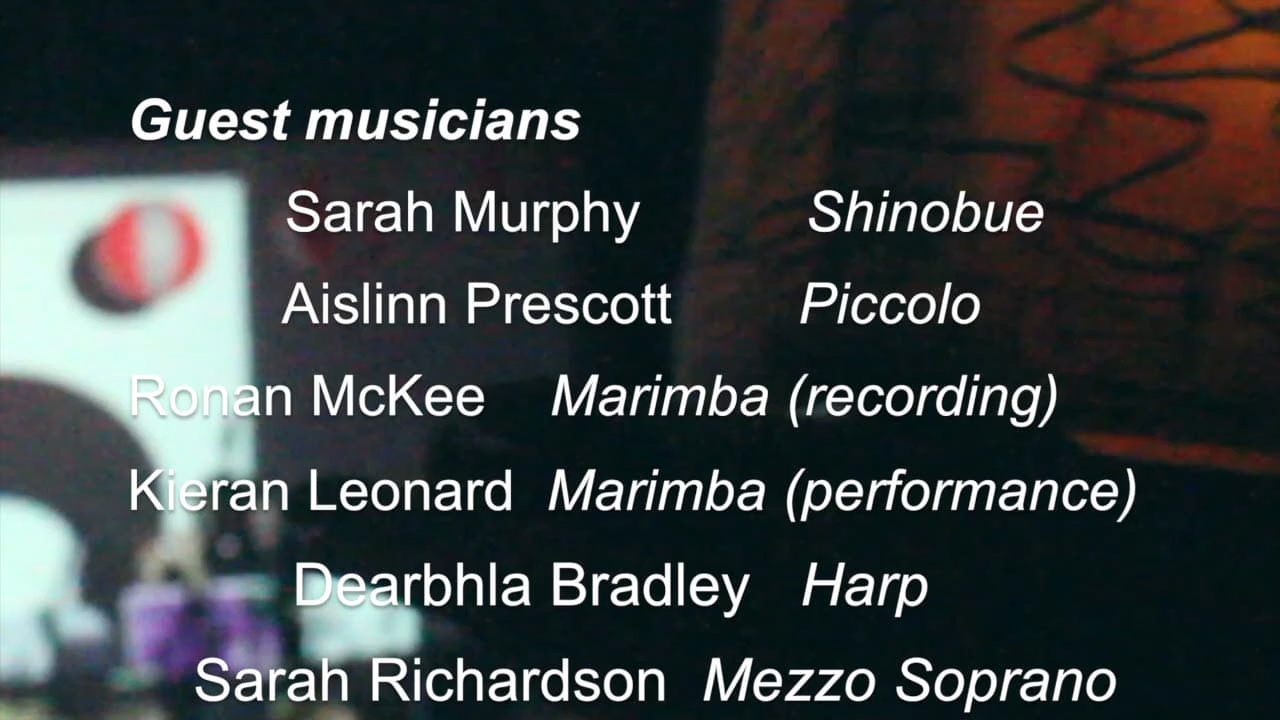 Guest musicians
Sarah Murphy Shinobue
Aislinn Prescott Piccolo
Ronan McKee Marimba (recording)
Kieran Leonard Marimba (performance)
Dearbhla Bradley Harp
Sarah Richardson Mezzo Soprano